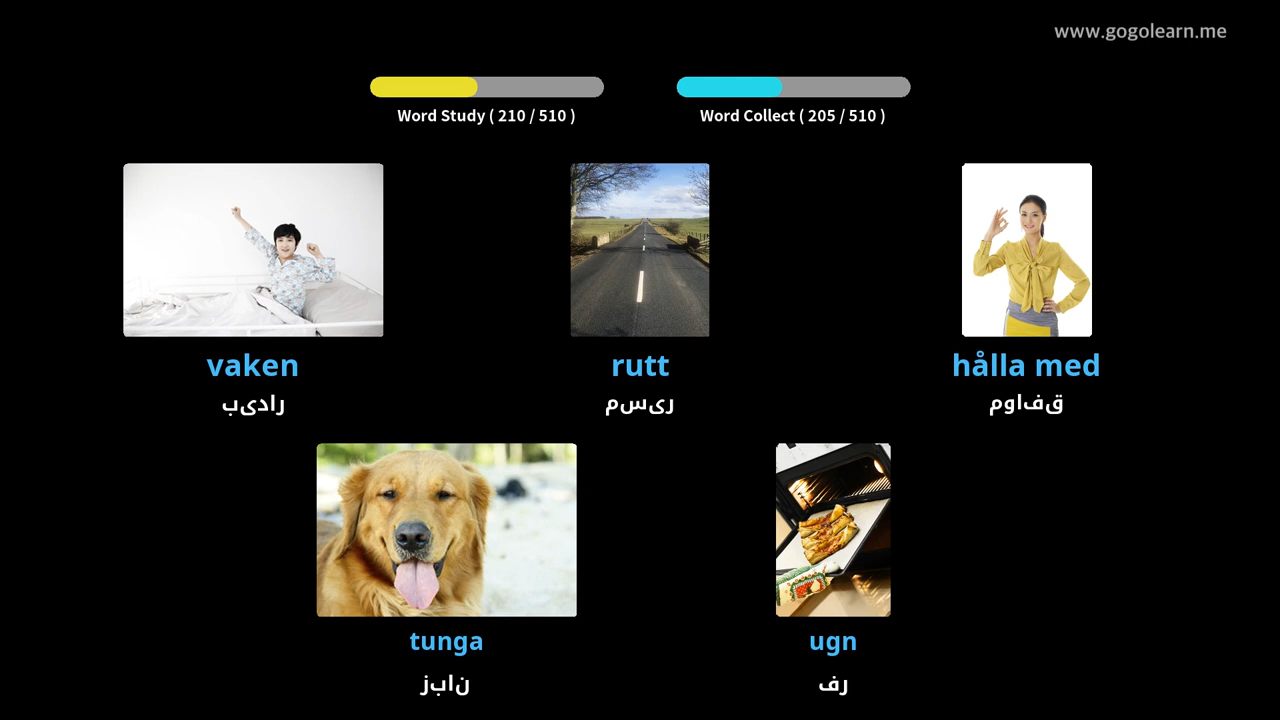 www.gogolearn.me
Word Study ( 210 / 510 )
Word Collect ( 205 / 510 )
vaken
رادیب
rutt
ریسم
hålla med
قفاوم
tunga
نابز
ugn
رف